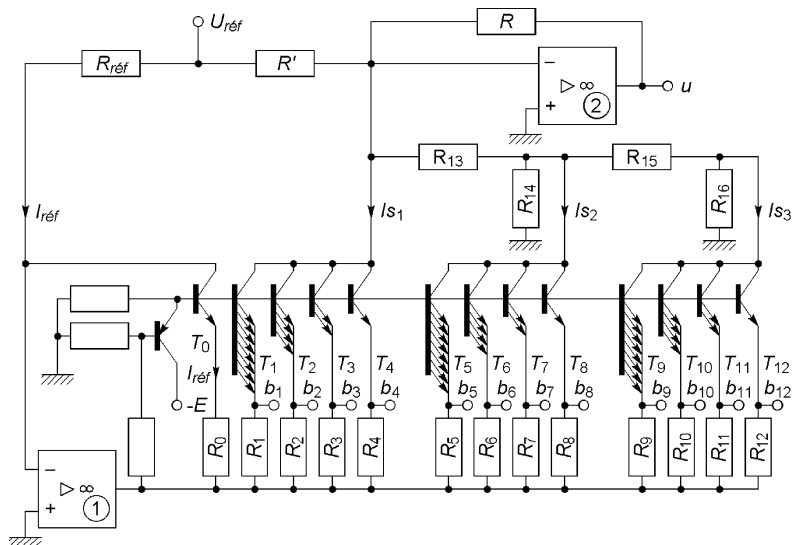 U_réf
R_réf
R'
R
− ▷ ∞ + 2
u
R₁₃
R₁₅
R₁₄
R₁₆
I_réf
Is₁
Is₂
Is₃
T₀
T₁ T₂ T₃ T₄ T₅ T₆ T₇ T₈ T₉ T₁₀ T₁₁ T₁₂
I_réf
b₁ b₂ b₃ b₄ b₅ b₆ b₇ b₈ b₉ b₁₀ b₁₁ b₁₂
-E
R₀ R₁ R₂ R₃ R₄ R₅ R₆ R₇ R₈ R₉ R₁₀ R₁₁ R₁₂
− ▷ ∞ + 1